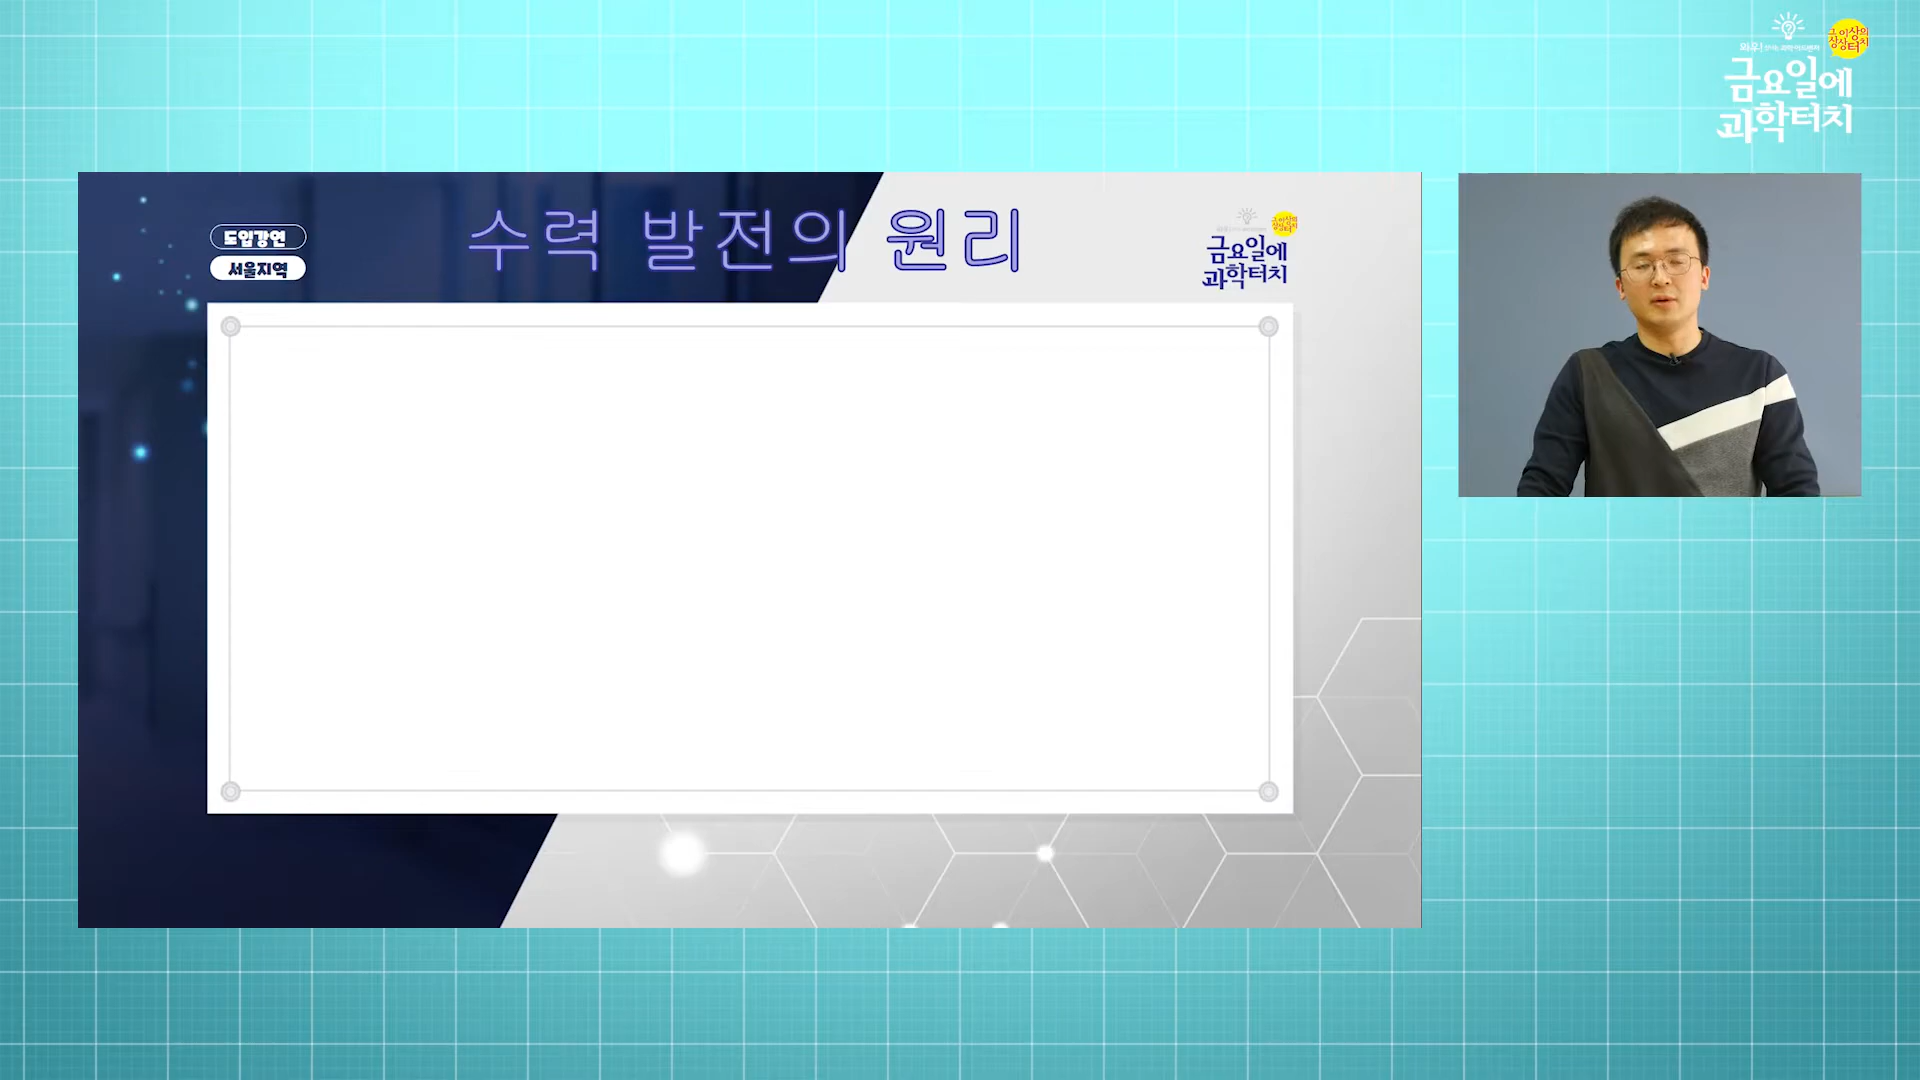 금요일에
과학터치
도입강연
서울지역
수력 발전의 원리
금요일에
과학터치